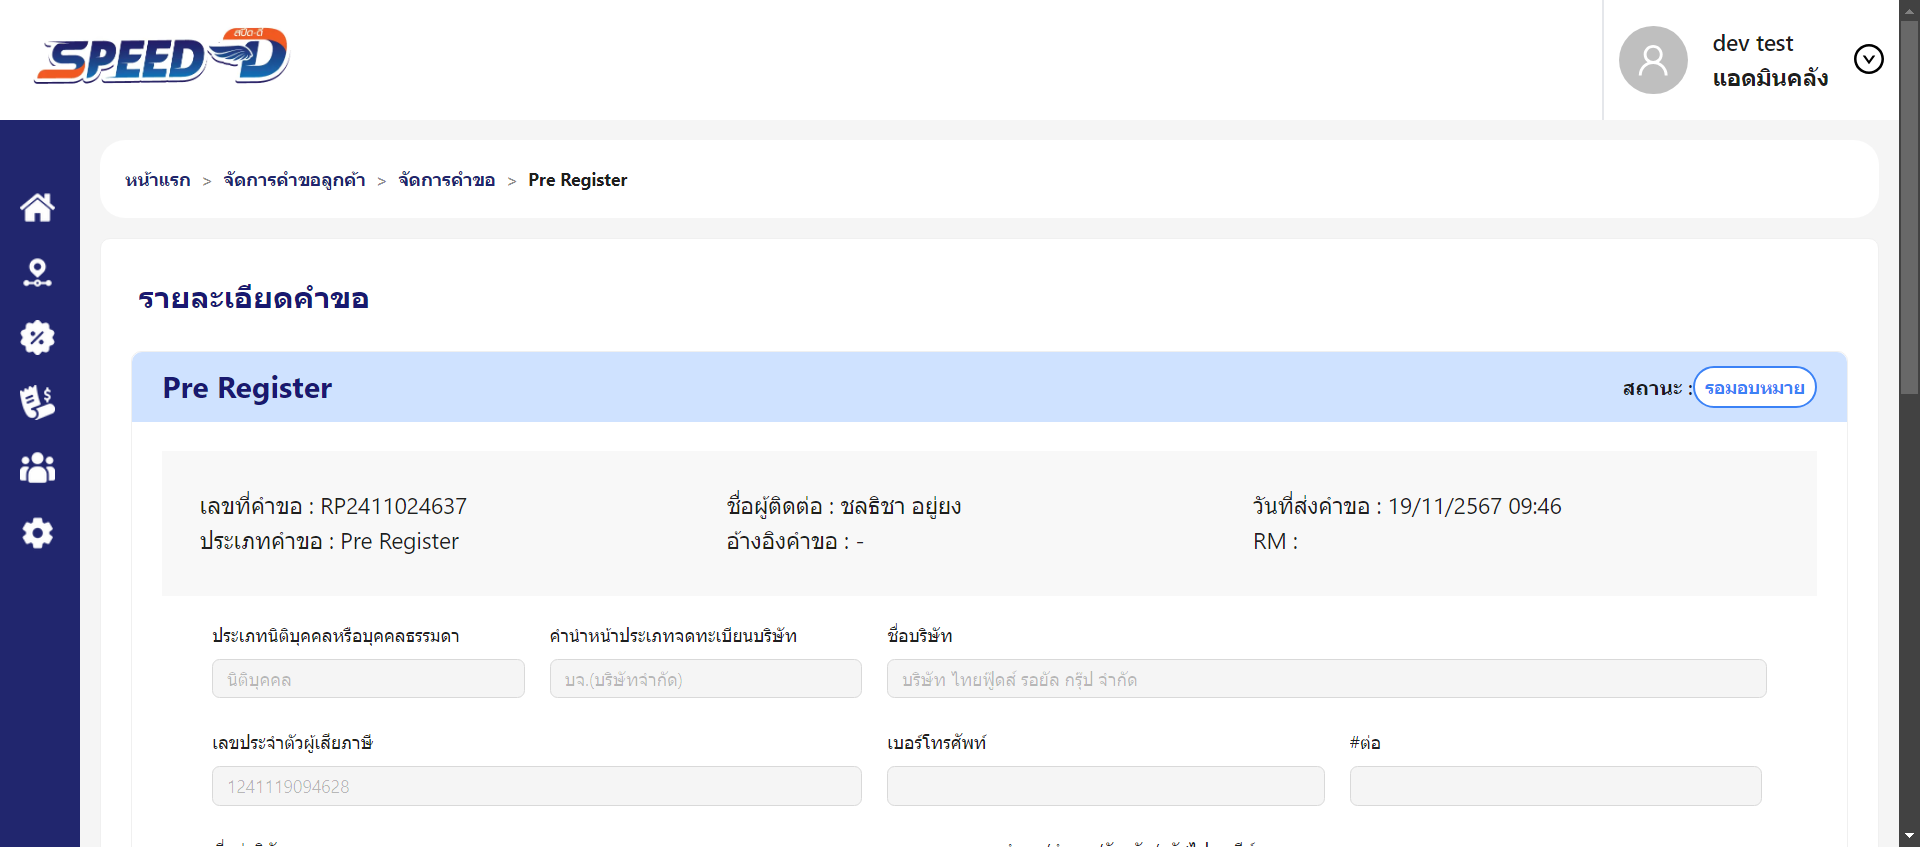 SPEED-D
สปีด-ดี
dev test
แอดมินคลัง
หน้าแรก > จัดการคำขอลูกค้า > จัดการคำขอ > Pre Register
รายละเอียดคำขอ
Pre Register
สถานะ : รอมอบหมาย
เลขที่คำขอ : RP2411024637
ชื่อผู้ติดต่อ : ชลธิชา อยู่ยง
วันที่ส่งคำขอ : 19/11/2567 09:46
ประเภทคำขอ : Pre Register
อ้างอิงคำขอ : -
RM :
ประเภทนิติบุคคลหรือบุคคลธรรมดา
คำนำหน้าประเภทจดทะเบียนบริษัท
ชื่อบริษัท
นิติบุคคล
บจ.(บริษัทจำกัด)
บริษัท ไทยฟู้ดส์ รอยัล กรุ๊ป จำกัด
เลขประจำตัวผู้เสียภาษี
เบอร์โทรศัพท์
#ต่อ
1241119094628